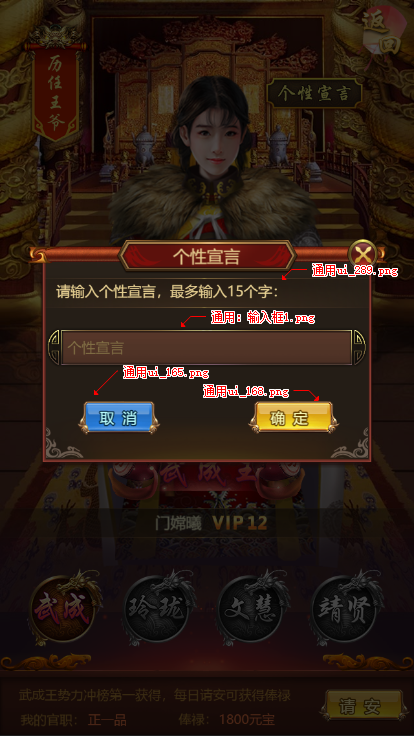 返回
历任王爷
个性宣言
个性宣言
通用ui_289.png
请输入个性宣言，最多输入15个字：
通用：输入框1.png
个性宣言
通用ui_165.png
通用ui_168.png
取消
确定
武成王
门嫦曦 VIP 12
武成
玲珑
文慧
靖贤
武成王势力冲榜第一获得，每日请安可获得俸禄
我的官职：正一品
俸禄：1800元宝
请安